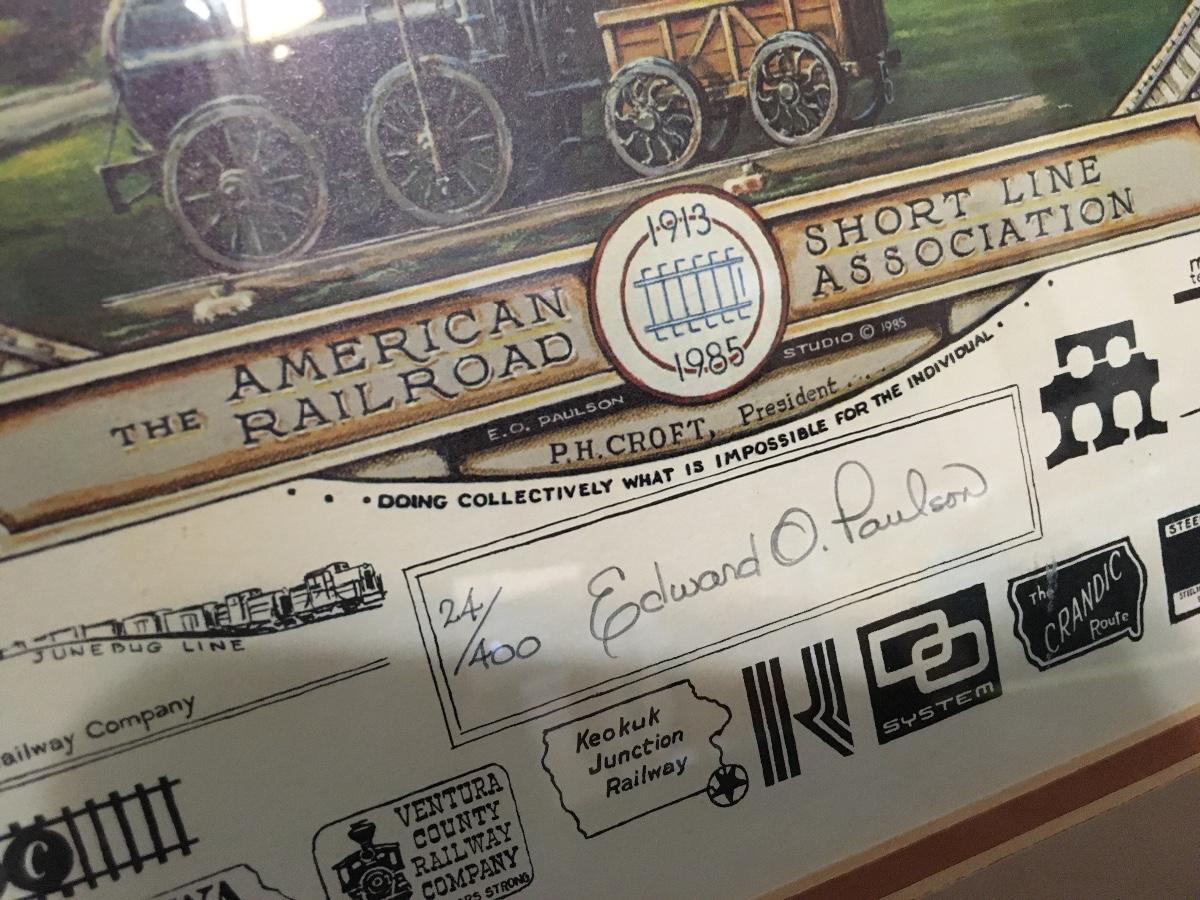 1913
1985
THE AMERICAN
RAILROAD
SHORT LINE
ASSOCIATION
E.O. PAULSON
STUDIO © 1985
P.H. CROFT, President...
DOING COLLECTIVELY WHAT IS IMPOSSIBLE FOR THE INDIVIDUAL
24/400
Edward O. Paulson
JUNEBUG LINE
Railway Company
C
VENTURA
COUNTY
RAILWAY
COMPANY
STRONG
Keokuk
Junction
Railway
SYSTEM
The
CRANDIC
Route
STEE